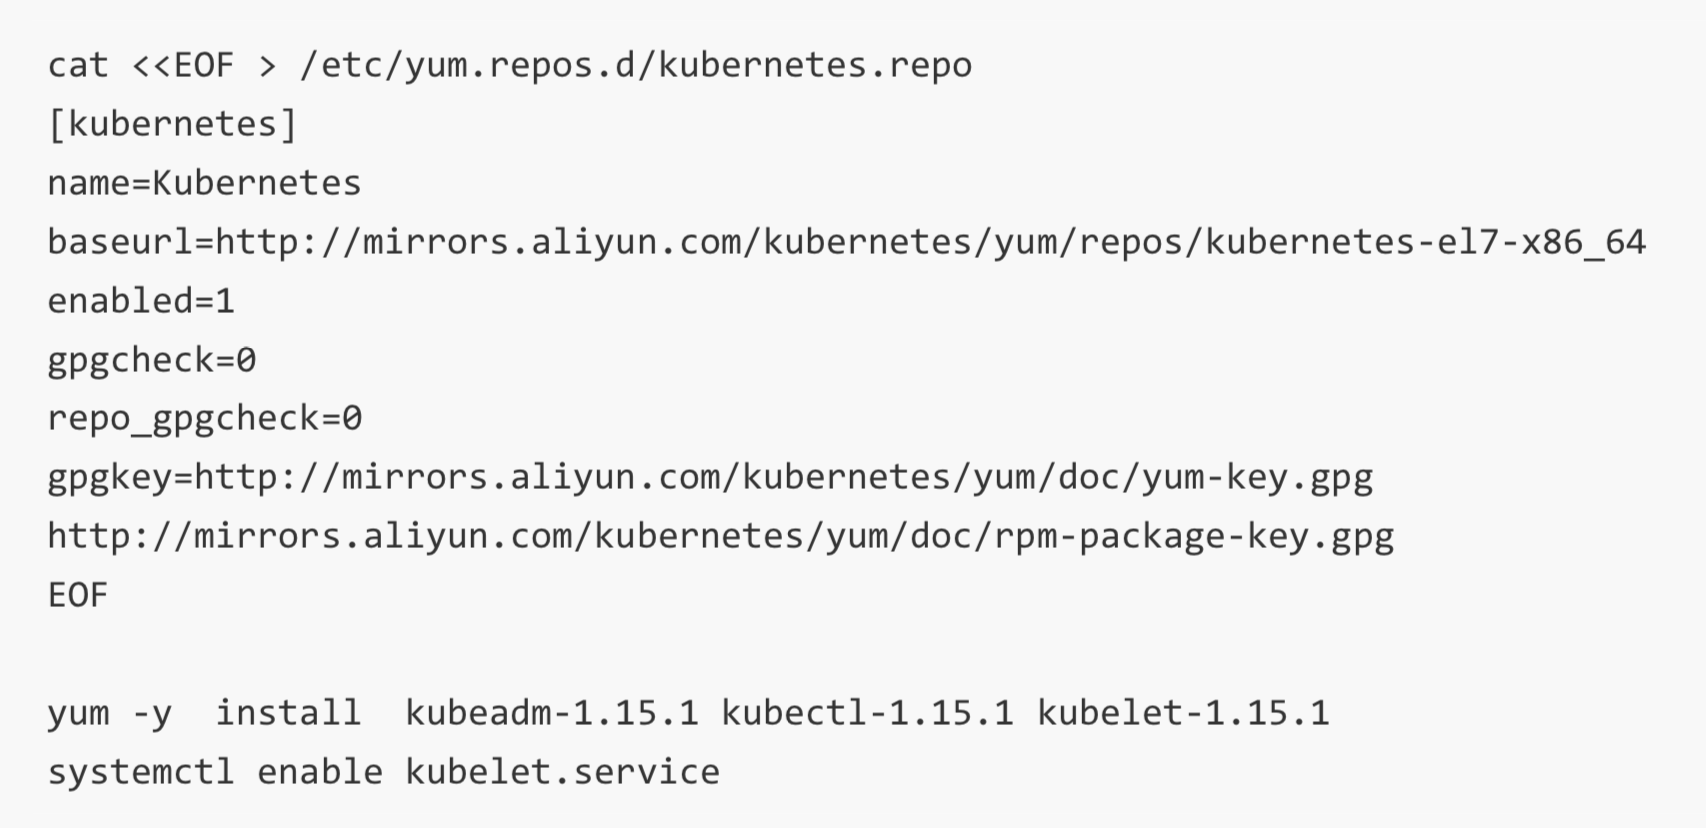 cat <<EOF > /etc/yum.repos.d/kubernetes.repo
[kubernetes]
name=Kubernetes
baseurl=http://mirrors.aliyun.com/kubernetes/yum/repos/kubernetes-el7-x86_64
enabled=1
gpgcheck=0
repo_gpgcheck=0
gpgkey=http://mirrors.aliyun.com/kubernetes/yum/doc/yum-key.gpg
http://mirrors.aliyun.com/kubernetes/yum/doc/rpm-package-key.gpg
EOF

yum -y  install  kubeadm-1.15.1 kubectl-1.15.1 kubelet-1.15.1
systemctl enable kubelet.service